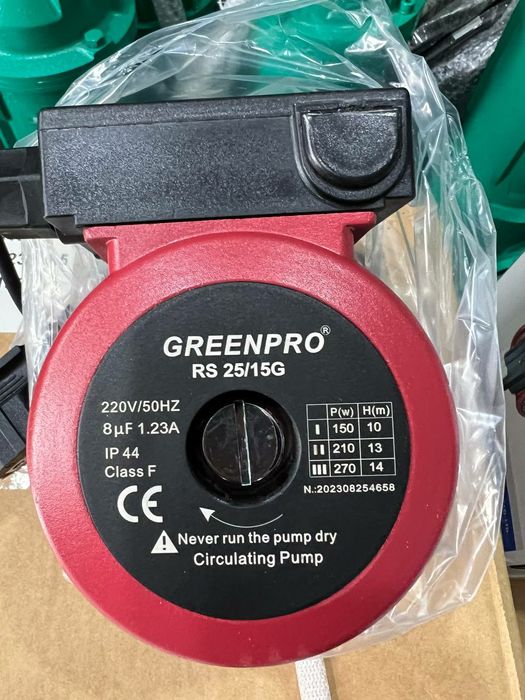 GREENPRO®
RS 25/15G
220V/50HZ
8µF 1.23A
IP 44
Class F
P(w) H(m)
I 150 10
II 210 13
III 270 14
N.:202308254658
CE
Never run the pump dry
Circulating Pump